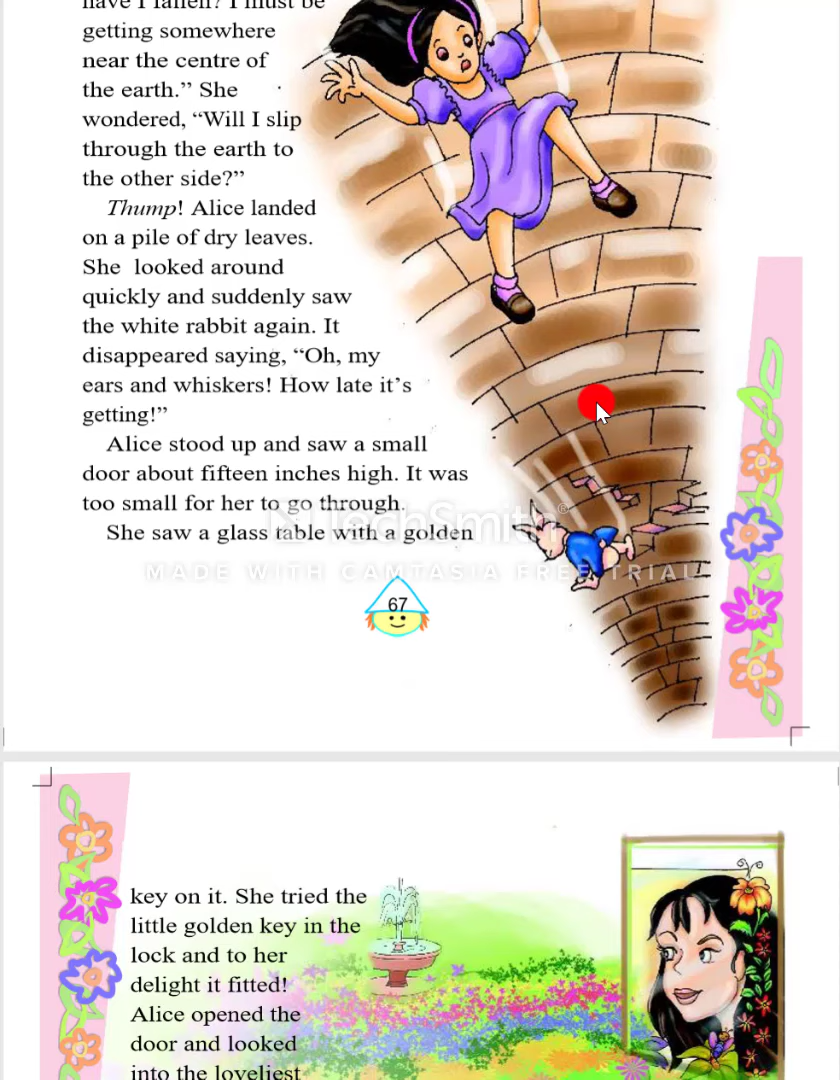 have I fallen? I must be
getting somewhere
near the centre of
the earth.” She
wondered, “Will I slip
through the earth to
the other side?”
Thump! Alice landed
on a pile of dry leaves.
She looked around
quickly and suddenly saw
the white rabbit again. It
disappeared saying, “Oh, my
ears and whiskers! How late it’s
getting!”
Alice stood up and saw a small
door about fifteen inches high. It was
too small for her to go through.
She saw a glass table with a golden
TechSmith®
MADE WITH CAMTASIA FREE TRIAL
67
key on it. She tried the
little golden key in the
lock and to her
delight it fitted!
Alice opened the
door and looked
into the loveliest